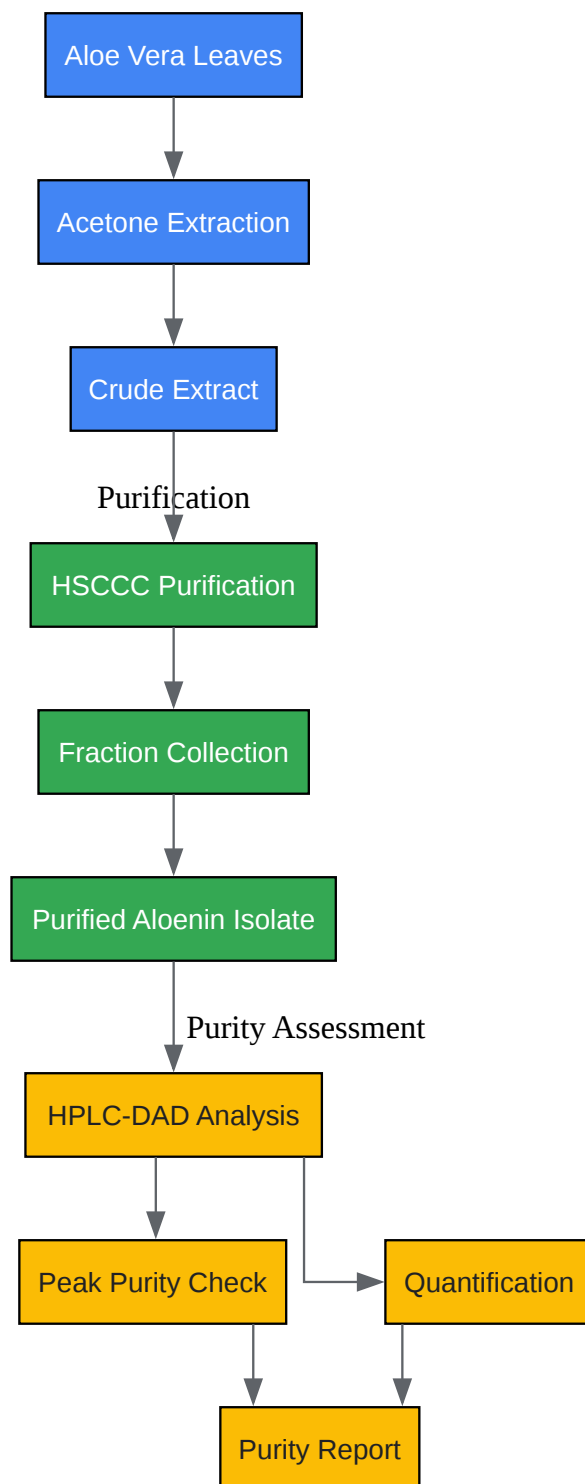 Aloe Vera Leaves
Acetone Extraction
Crude Extract
Purification
HSCCC Purification
Fraction Collection
Purified Aloenin Isolate
Purity Assessment
HPLC-DAD Analysis
Peak Purity Check
Quantification
Purity Report